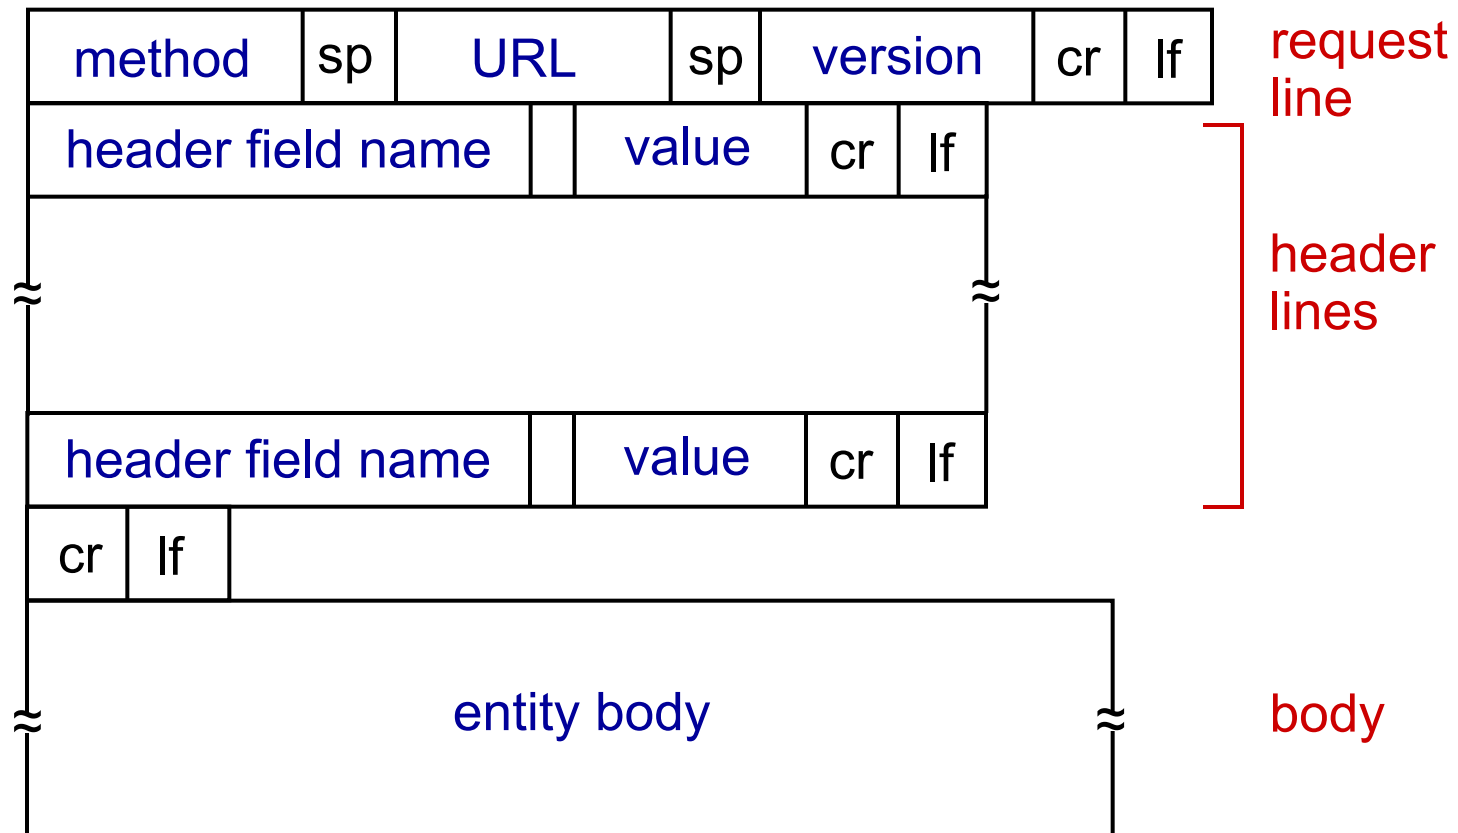 method sp URL sp version cr lf request
line
header field name value cr lf
header
lines
header field name value cr lf
cr lf
entity body body